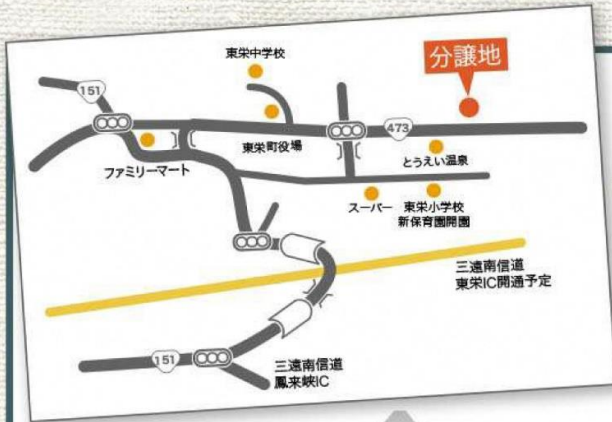 東栄中学校
分譲地
151
473
東栄町役場
とうえい温泉
ファミリーマート
スーパー
東栄小学校
新保育園開園
三遠南信道
東栄IC開通予定
151
三遠南信道
鳳来峡IC